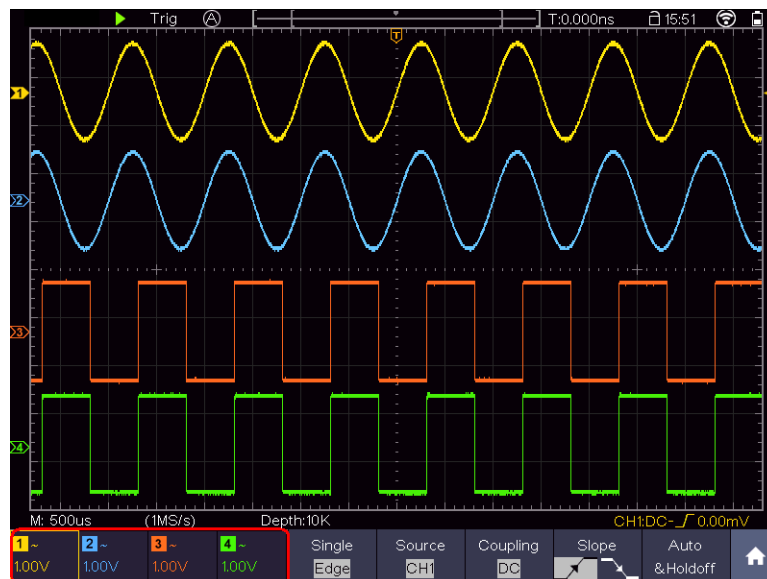 Trig A T:0.000ns 15:51
T
1
2
3
4
M: 500us (1MS/s) Depth:10K CH1:DC- 0.00mV
1 ~ 2 ~ 3 ~ 4 ~ Single Source Coupling Slope Auto
1.00V 1.00V 1.00V 1.00V Edge CH1 DC &Holdoff